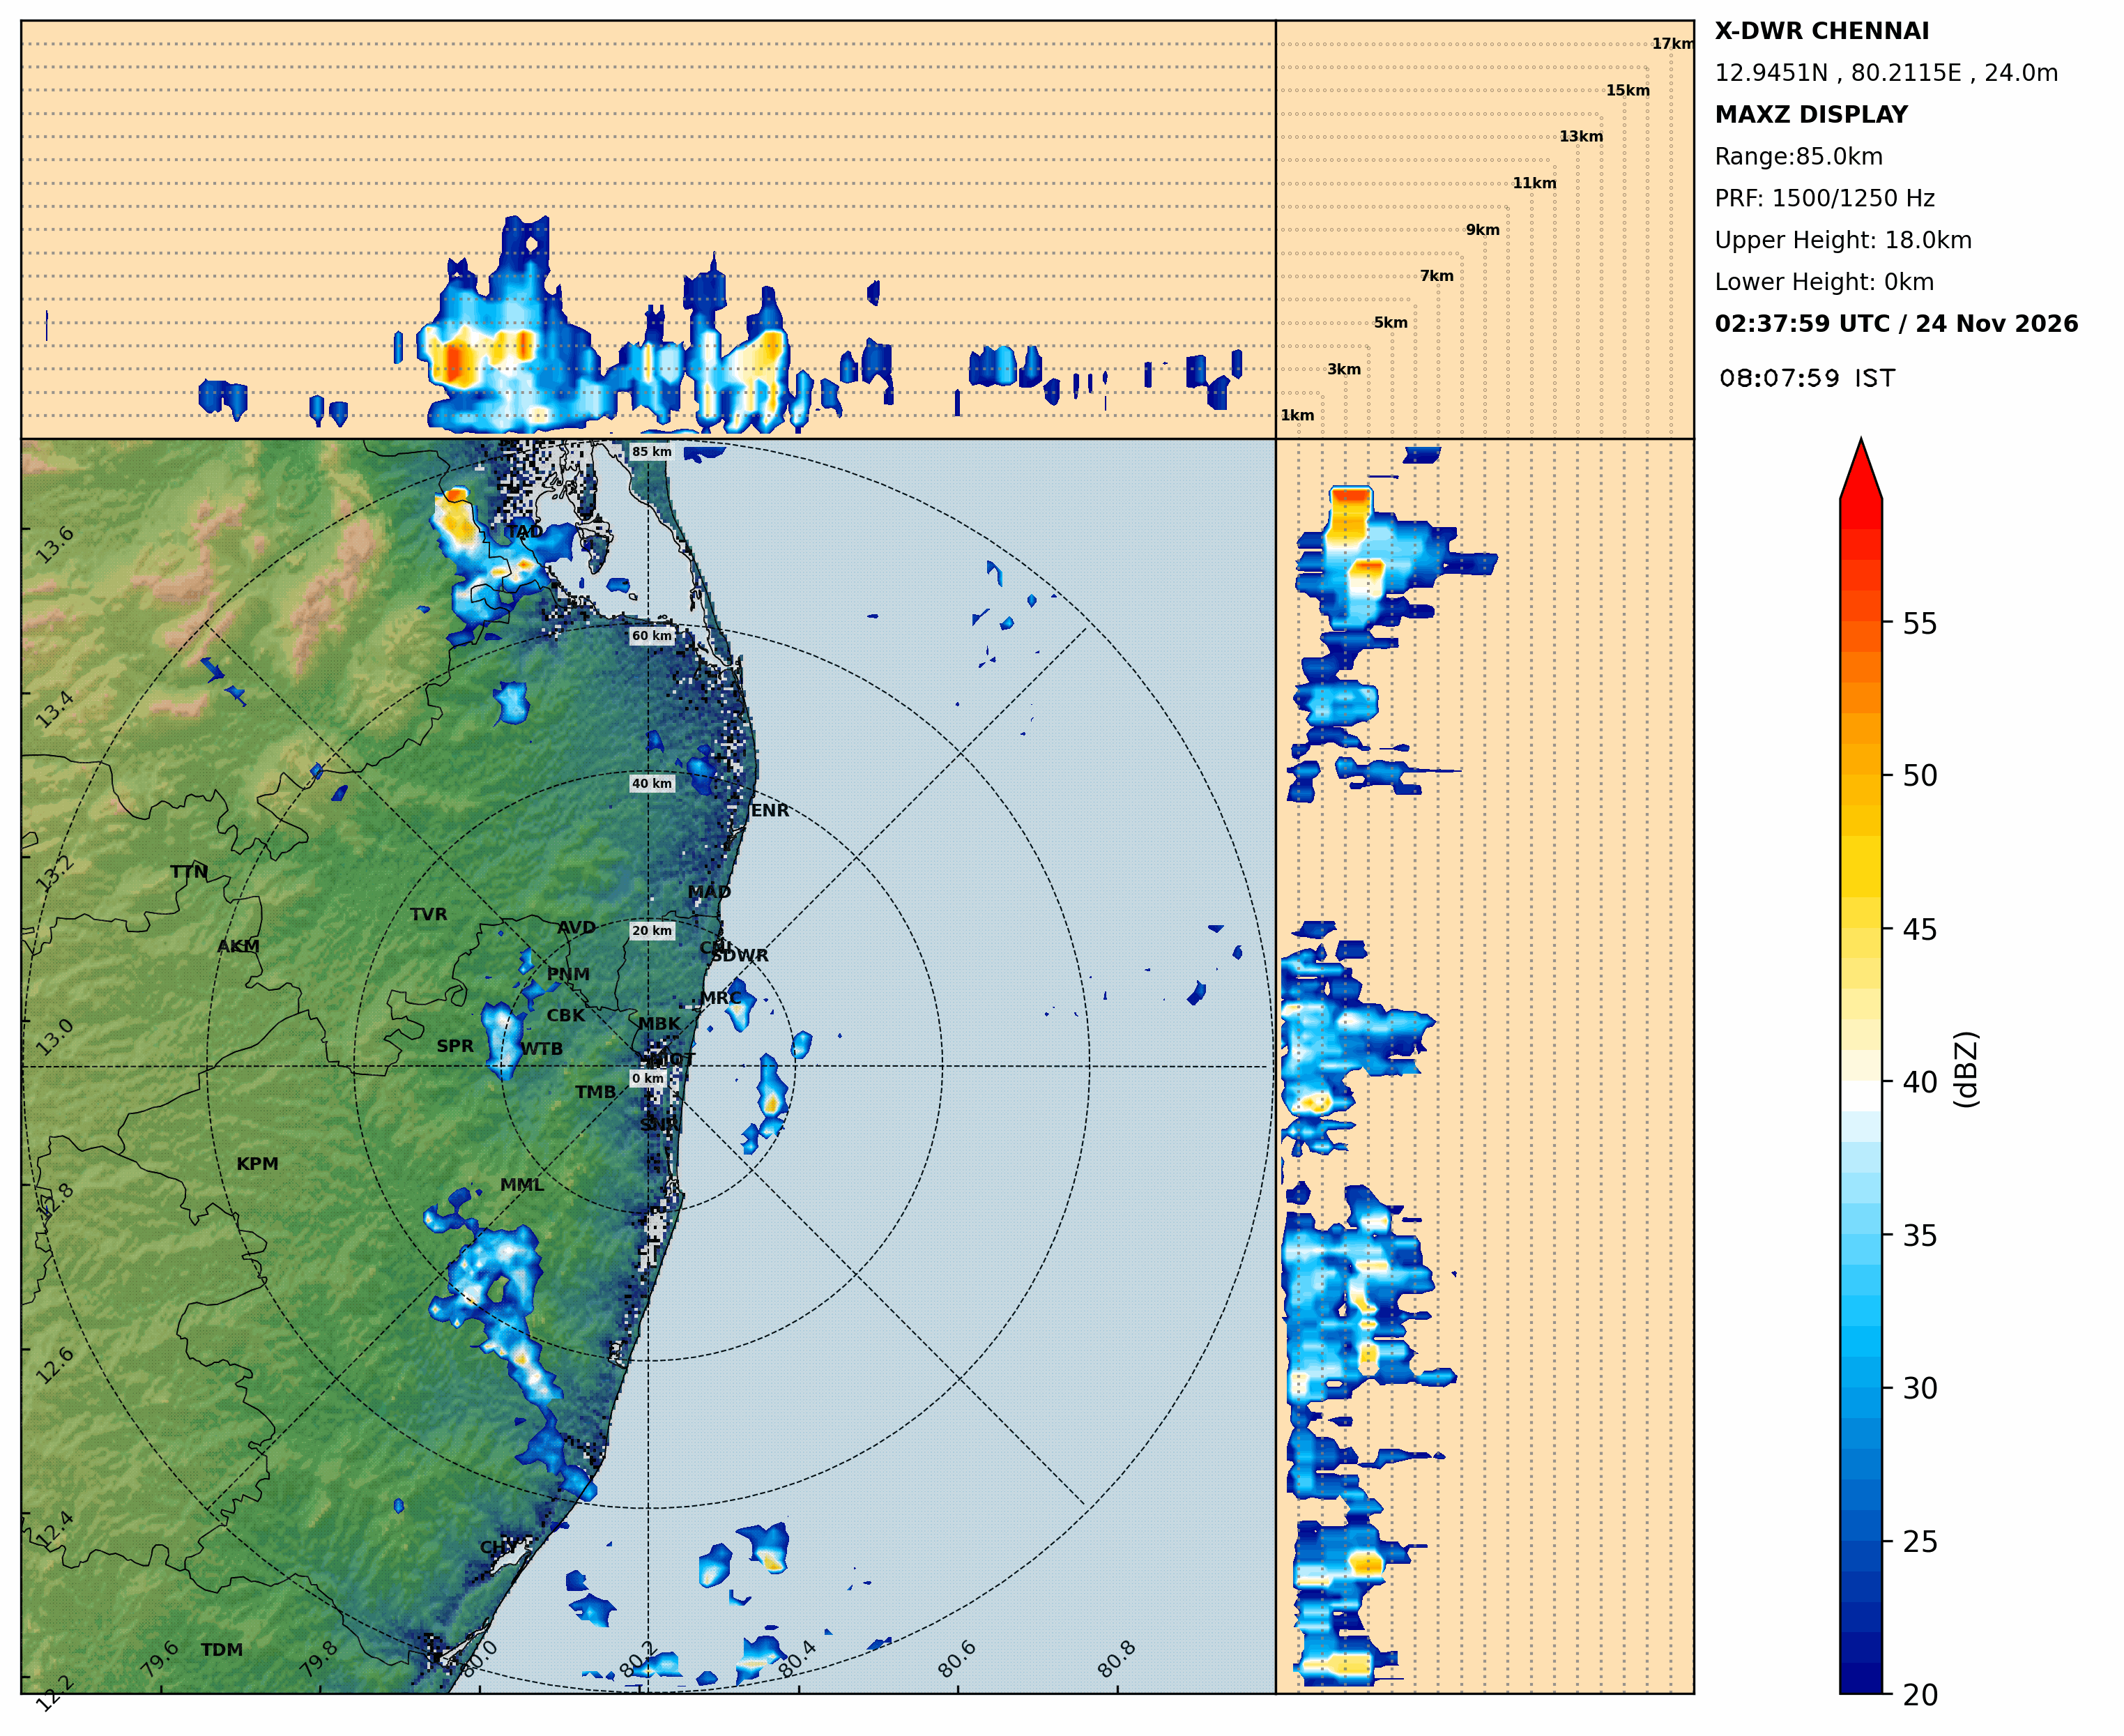 17km
15km
13km
11km
9km
7km
5km
3km
1km
X-DWR CHENNAI
12.9451N , 80.2115E , 24.0m
MAXZ DISPLAY
Range:85.0km
PRF: 1500/1250 Hz
Upper Height: 18.0km
Lower Height: 0km
02:37:59 UTC / 24 Nov 2026
08:07:59 IST
85 km
TAD
13.6
60 km
13.4
40 km
ENR
13.2
TTN
MAD
TVR
AVD
20 km
AKM
SDWR
PNM
MRC
CBK
MBK
13.0
SPR
WTB
0 km
TMB
SNR
KPM
MML
12.8
12.6
12.4
CHY
TDM
12.2
79.6
79.8
80.0
80.2
80.4
80.6
80.8
55
50
45
40
35
30
25
20
(dBZ)